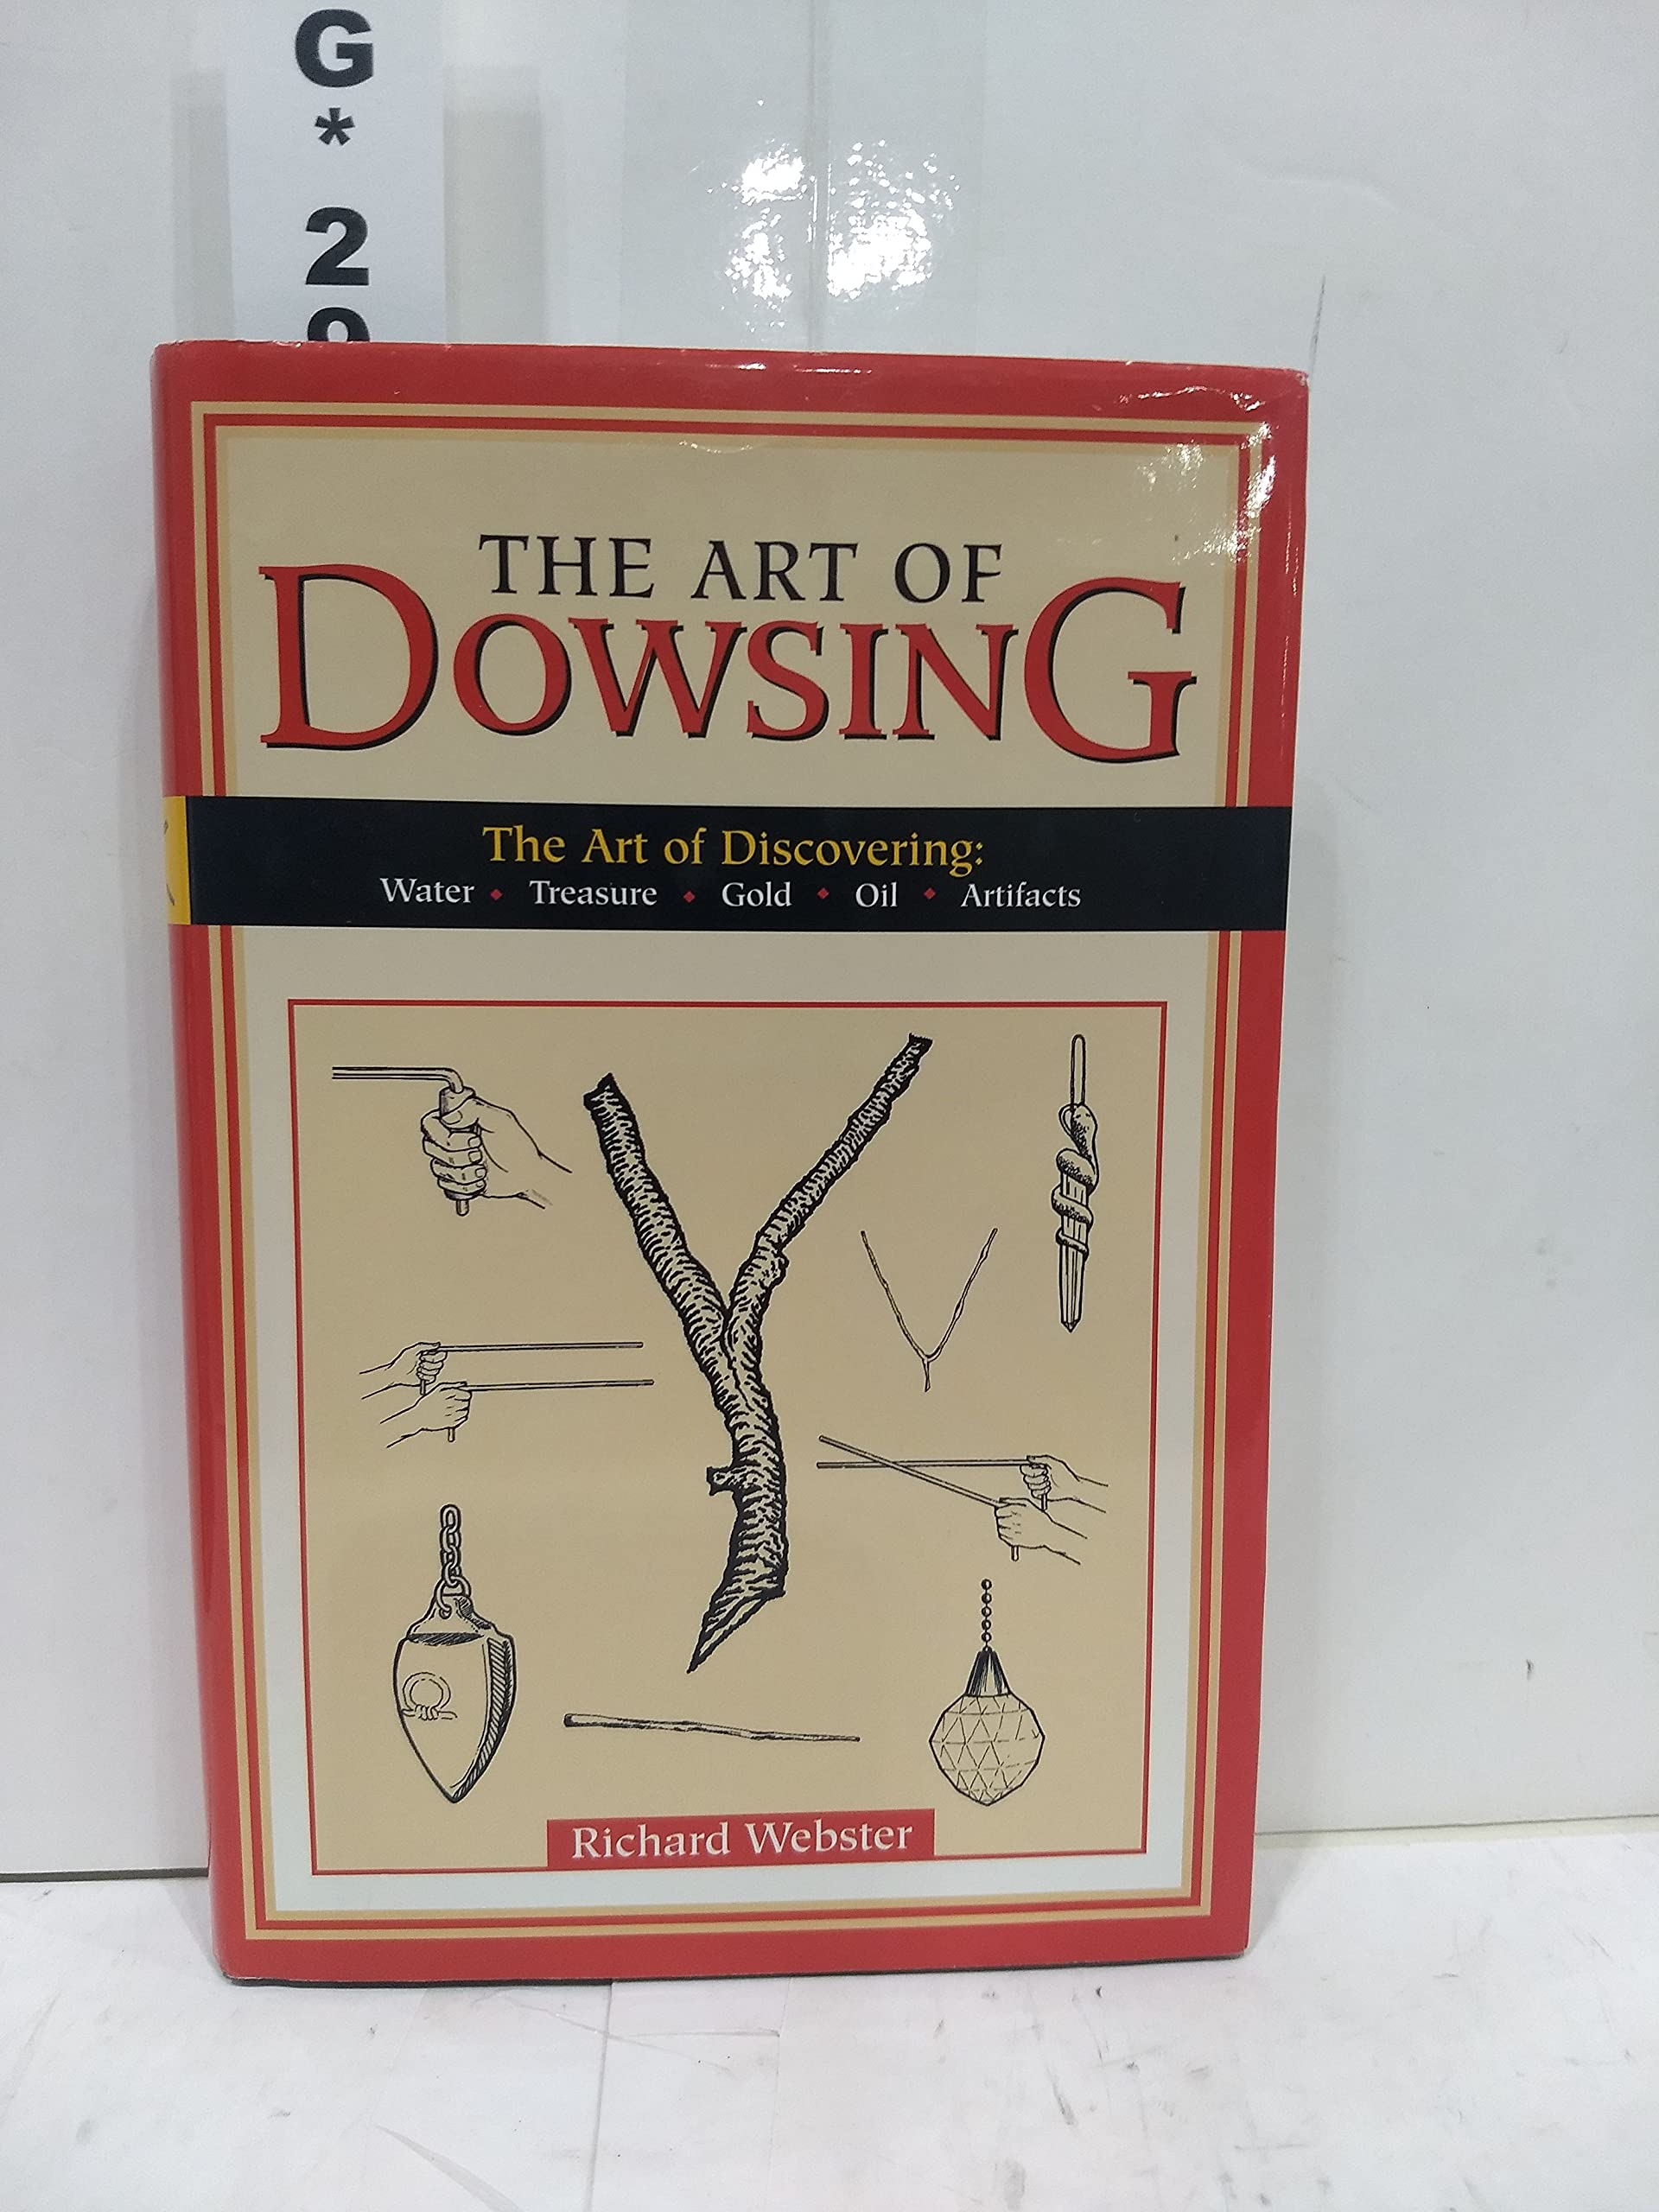 G
*
2
THE ART OF
DOWSING
The Art of Discovering:
Water ◆ Treasure ◆ Gold ◆ Oil ◆ Artifacts
Richard Webster